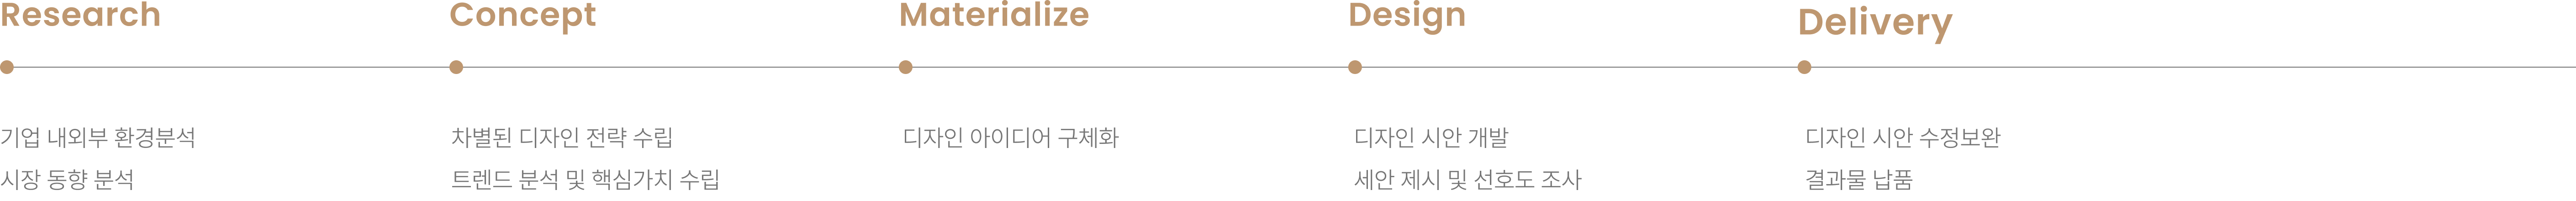 Research
기업 내외부 환경분석
시장 동향 분석
Concept
차별된 디자인 전략 수립
트렌드 분석 및 핵심가치 수립
Materialize
디자인 아이디어 구체화
Design
디자인 시안 개발
세안 제시 및 선호도 조사
Delivery
디자인 시안 수정보완
결과물 납품